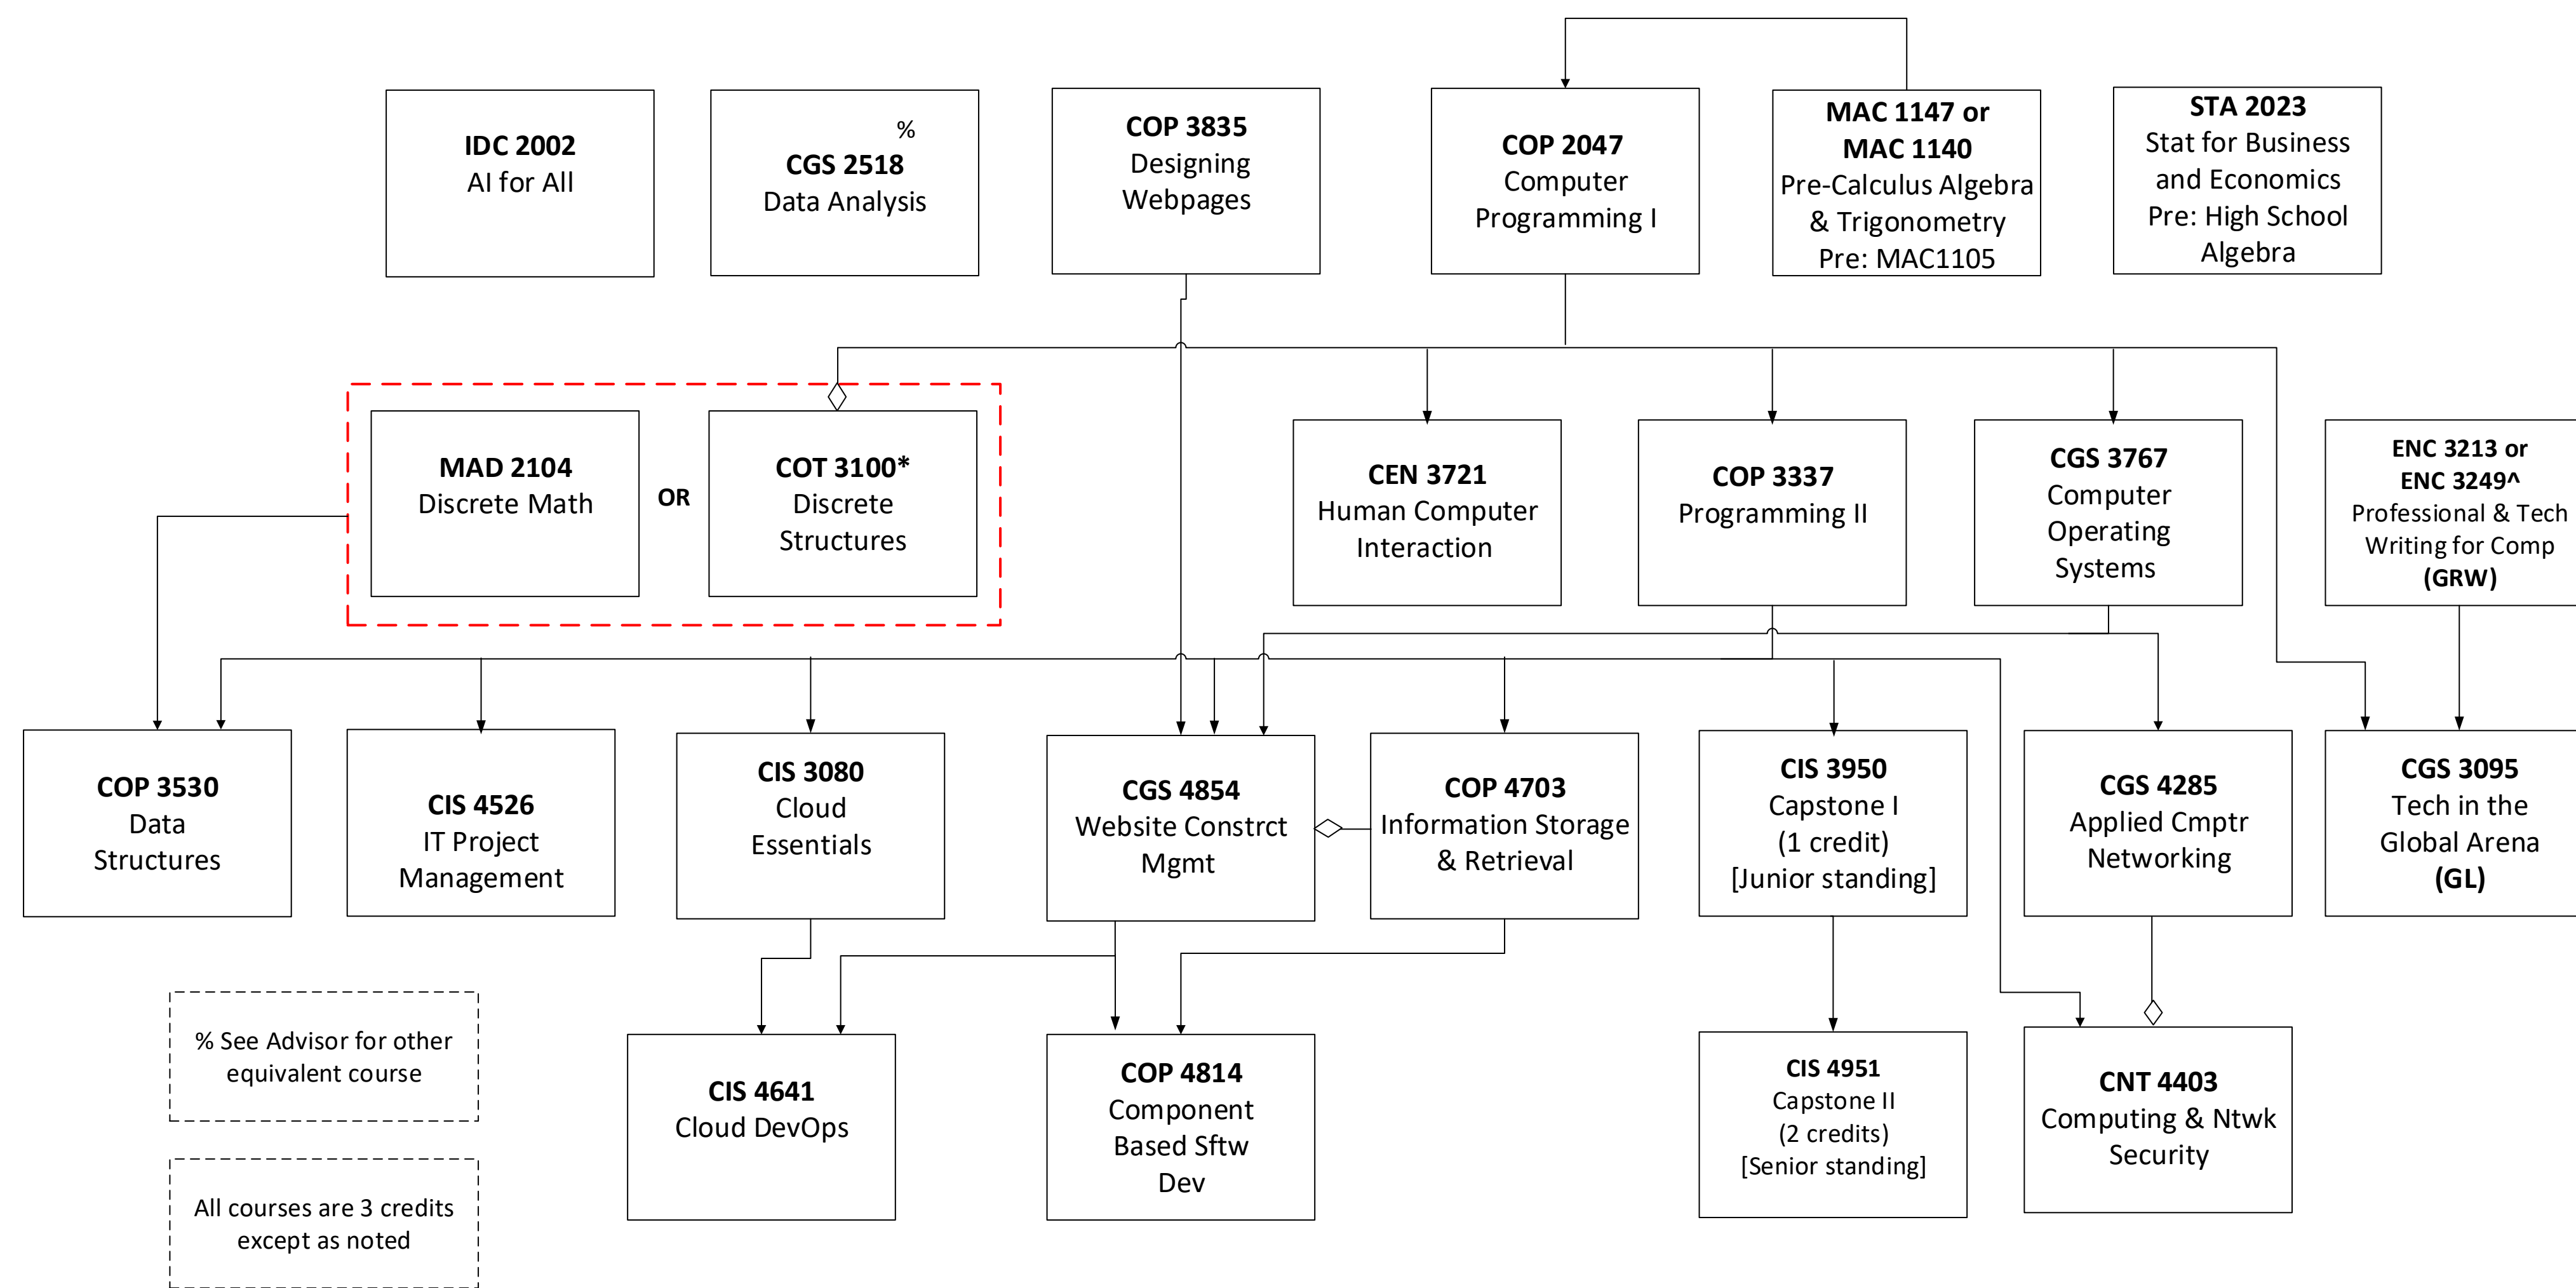 IDC 2002
AI for All
%
CGS 2518
Data Analysis
COP 3835
Designing
Webpages
COP 2047
Computer
Programming I
MAC 1147 or
MAC 1140
Pre-Calculus Algebra
& Trigonometry
Pre: MAC1105
STA 2023
Stat for Business
and Economics
Pre: High School
Algebra
MAD 2104
Discrete Math
OR
COT 3100*
Discrete
Structures
CEN 3721
Human Computer
Interaction
COP 3337
Programming II
CGS 3767
Computer
Operating
Systems
ENC 3213 or
ENC 3249^
Professional & Tech
Writing for Comp
(GRW)
COP 3530
Data
Structures
CIS 4526
IT Project
Management
CIS 3080
Cloud
Essentials
CGS 4854
Website Constrct
Mgmt
COP 4703
Information Storage
& Retrieval
CIS 3950
Capstone I
(1 credit)
[Junior standing]
CGS 4285
Applied Cmptr
Networking
CGS 3095
Tech in the
Global Arena
(GL)
% See Advisor for other
equivalent course
All courses are 3 credits
except as noted
CIS 4641
Cloud DevOps
COP 4814
Component
Based Sftw
Dev
CIS 4951
Capstone II
(2 credits)
[Senior standing]
CNT 4403
Computing & Ntwk
Security